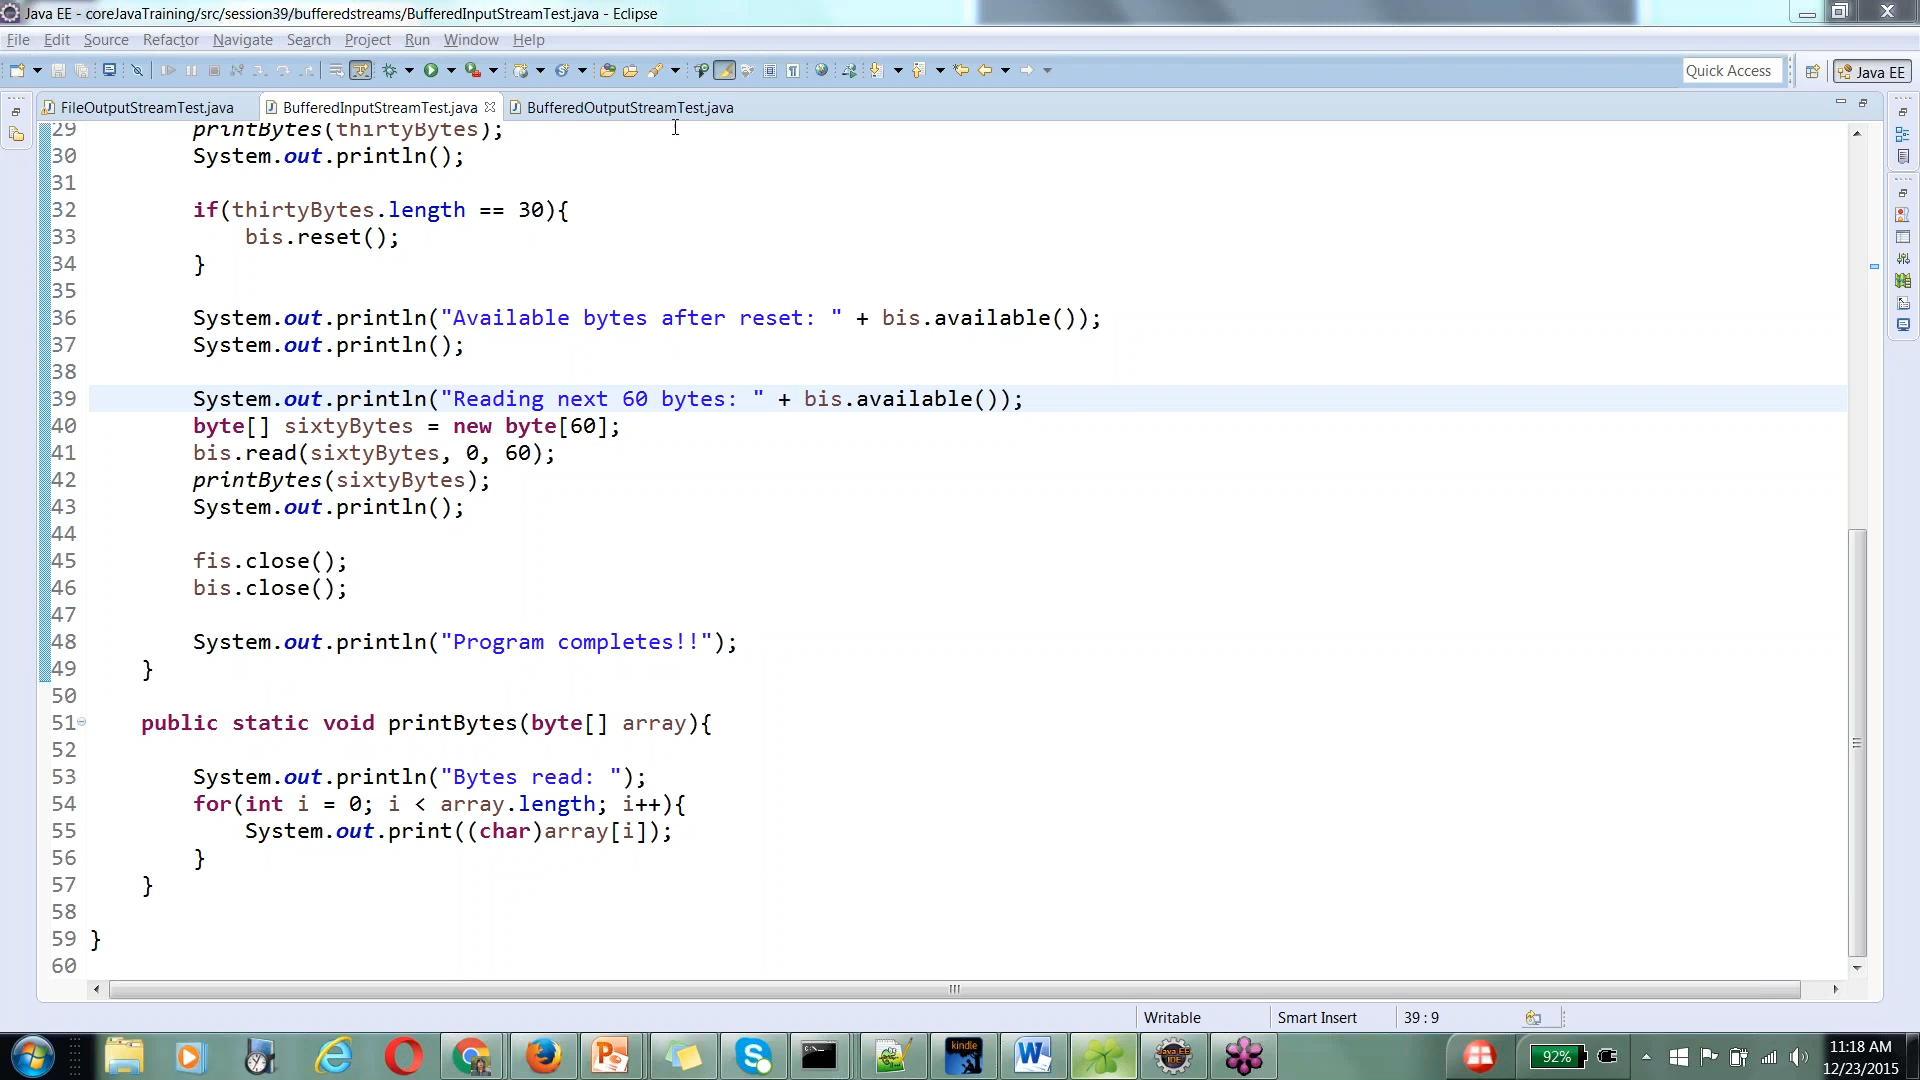 Java EE - coreJavaTraining/src/session39/bufferedstreams/BufferedInputStreamTest.java - Eclipse
File Edit Source Refactor Navigate Search Project Run Window Help
Quick Access Java EE
FileOutputStreamTest.java BufferedInputStreamTest.java BufferedOutputStreamTest.java
29 printBytes(thirtyBytes);
30 System.out.println();
31
32 if(thirtyBytes.length == 30){
33 bis.reset();
34 }
35
36 System.out.println("Available bytes after reset: " + bis.available());
37 System.out.println();
38
39 System.out.println("Reading next 60 bytes: " + bis.available());
40 byte[] sixtyBytes = new byte[60];
41 bis.read(sixtyBytes, 0, 60);
42 printBytes(sixtyBytes);
43 System.out.println();
44
45 fis.close();
46 bis.close();
47
48 System.out.println("Program completes!!");
49 }
50
51 public static void printBytes(byte[] array){
52
53 System.out.println("Bytes read: ");
54 for(int i = 0; i < array.length; i++){
55 System.out.print((char)array[i]);
56 }
57 }
58
59 }
60
Writable Smart Insert 39 : 9
kindle
92%
11:18 AM
12/23/2015